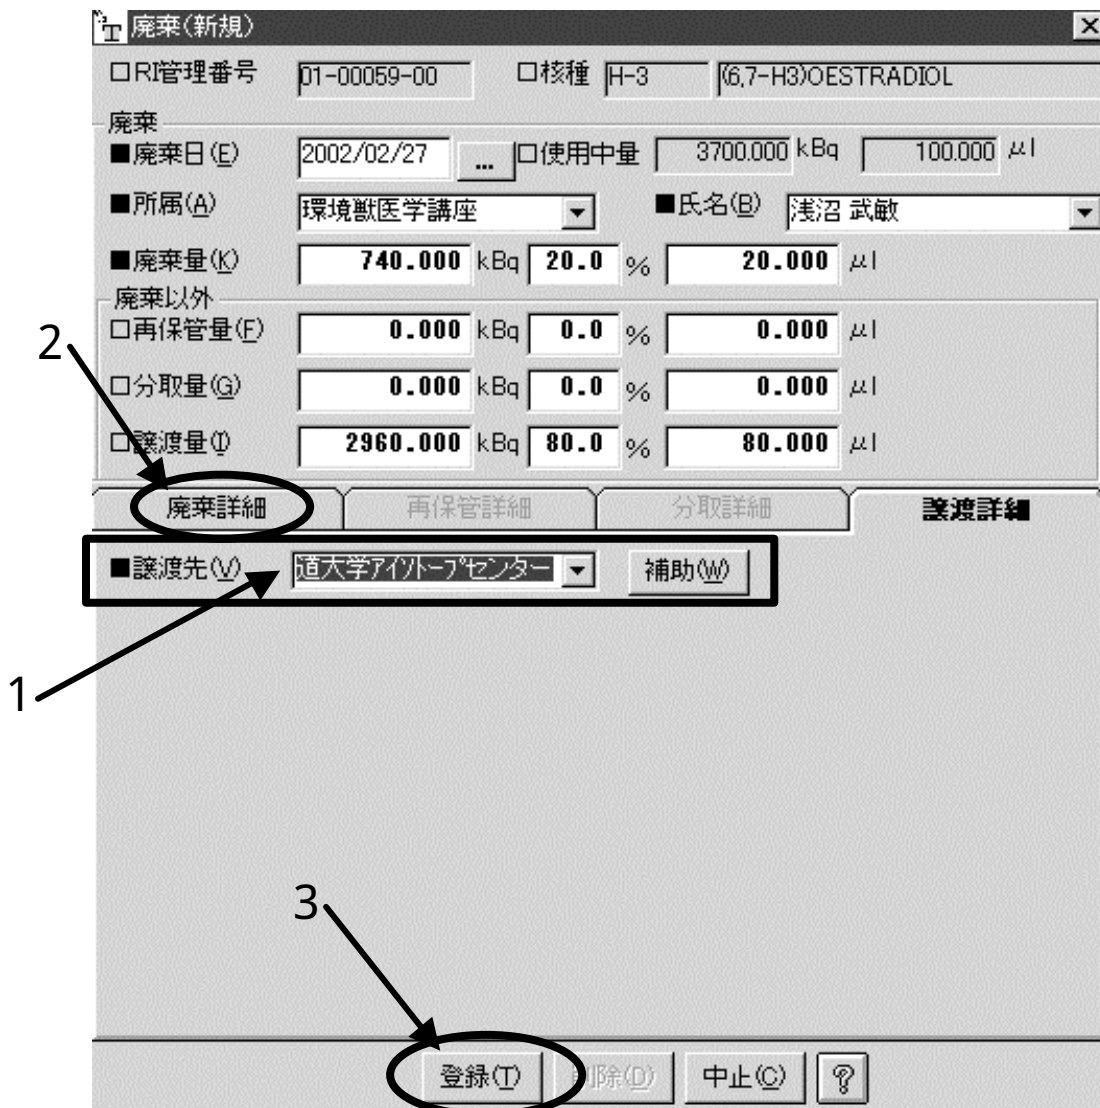 廃棄(新規)
□RI管理番号 01-00059-00 □核種 H-3 (6,7-H3)OESTRADIOL
廃棄
■廃棄日(E) 2002/02/27 ... □使用中量 3700.000 kBq 100.000 μl
■所属(A) 環境獣医学講座 ■氏名(B) 浅沼 武敏
■廃棄量(K) 740.000 kBq 20.0 % 20.000 μl
廃棄以外
2
□再保管量(F) 0.000 kBq 0.0 % 0.000 μl
□分取量(G) 0.000 kBq 0.0 % 0.000 μl
□譲渡量(I) 2960.000 kBq 80.0 % 80.000 μl
廃棄詳細 再保管詳細 分取詳細 譲渡詳細
■譲渡先(V) 道大学アイソトープセンター 補助(W)
1
3
登録(T) 削除(D) 中止(C) ?